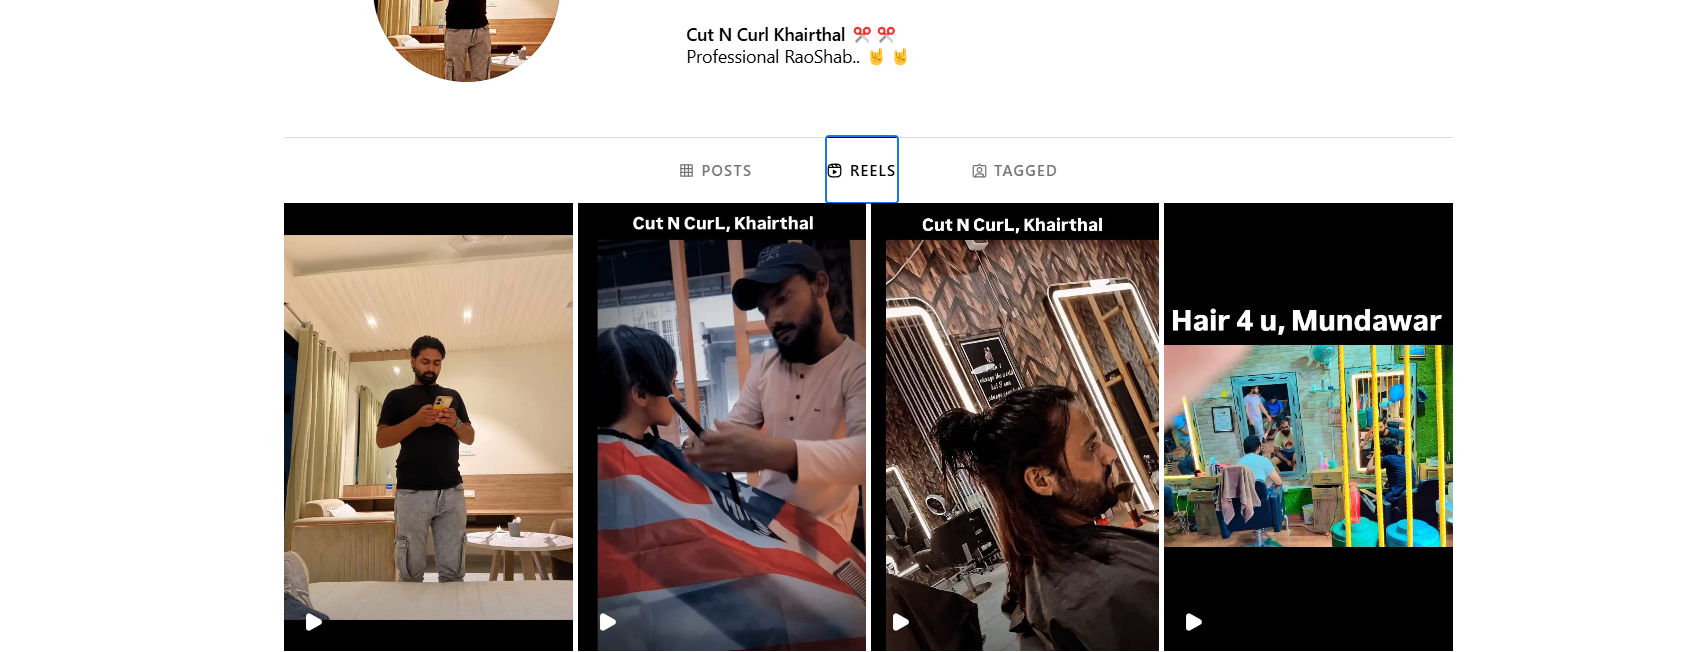 Cut N Curl Khairthal
Professional RaoShab..
POSTS
REELS
TAGGED
Cut N CurL, Khairthal
Cut N CurL, Khairthal
Hair 4 u, Mundawar